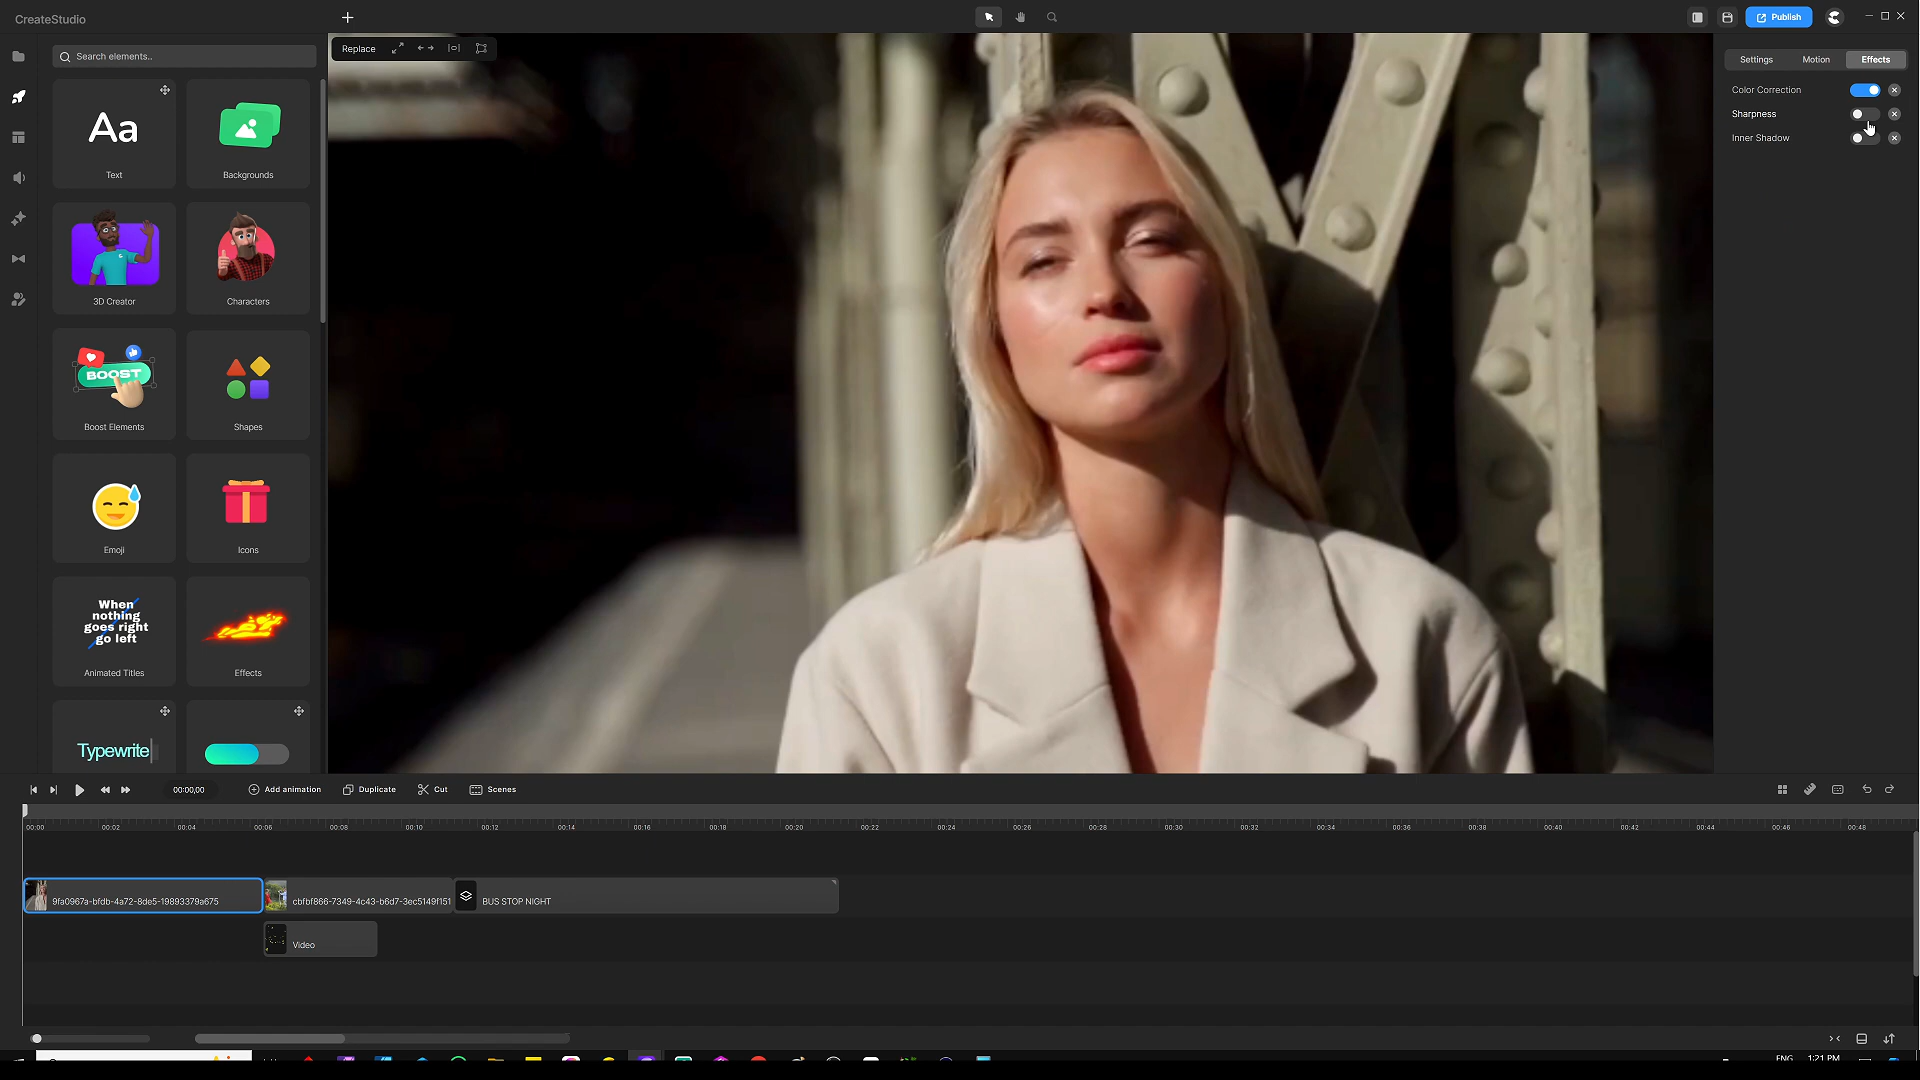 CreateStudio
Publish
Search elements..
Replace
Settings
Motion
Effects
Color Correction
Sharpness
Inner Shadow
Aa
Text
Backgrounds
3D Creator
Characters
BOOST
Boost Elements
Shapes
Emoji
Icons
When
nothing
goes right
go left
Animated Titles
Effects
Typewrite
00:00,00
Add animation
Duplicate
Cut
Scenes
00:00
00:02
00:04
00:06
00:08
00:10
00:12
00:14
00:16
00:18
00:20
00:22
00:24
00:26
00:28
00:30
00:32
00:34
00:36
00:38
00:40
00:42
00:44
00:46
00:48
9fa0967a-bfdb-4a72-8de5-19893379a675
cbfbf866-7349-4c43-b6d7-3ec5149f151
BUS STOP NIGHT
Video
ENG
1:21 PM